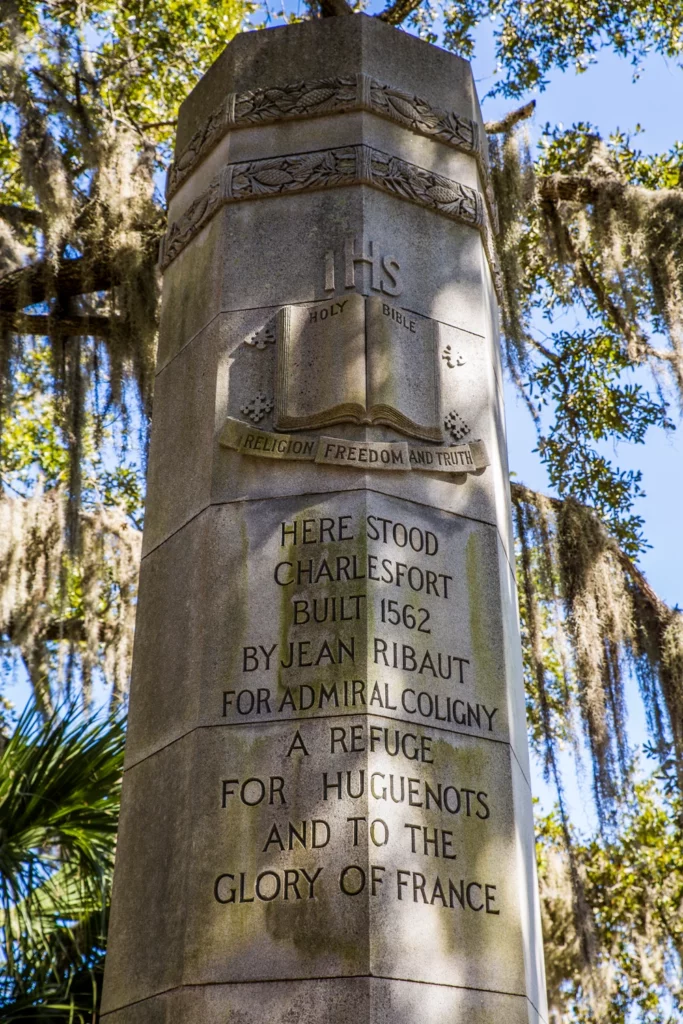 IHS
HOLY BIBLE
RELIGION FREEDOM AND TRUTH
HERE STOOD
CHARLESFORT
BUILT 1562
BY JEAN RIBAUT
FOR ADMIRAL COLIGNY
A REFUGE
FOR HUGUENOTS
AND TO THE
GLORY OF FRANCE